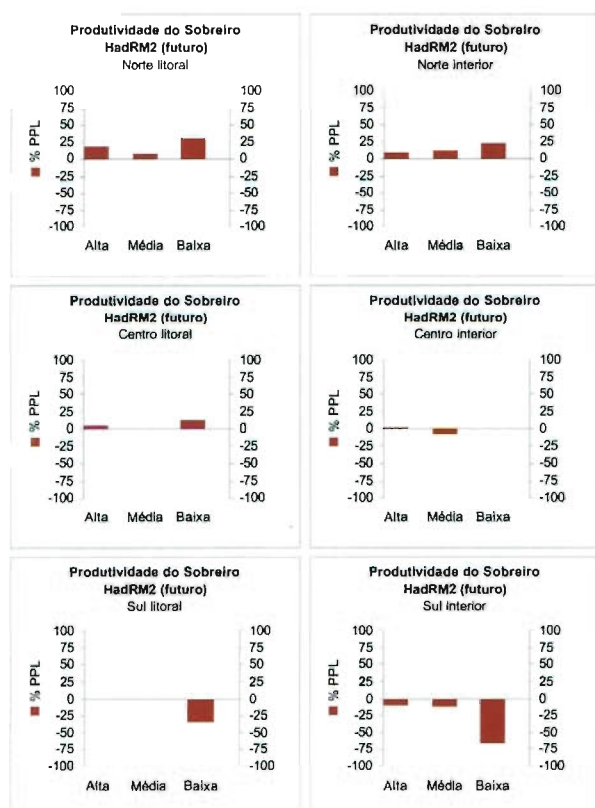 Produtividade do Sobreiro
HadRM2 (futuro)
Norte litoral
100 100
75 75
50 50
25 25
0 0
-25 -25
-50 -50
-75 -75
-100 -100
% PPL
Alta Média Baixa
Produtividade do Sobreiro
HadRM2 (futuro)
Norte interior
100 100
75 75
50 50
25 25
0 0
-25 -25
-50 -50
-75 -75
-100 -100
% PPL
Alta Média Baixa
Produtividade do Sobreiro
HadRM2 (futuro)
Centro litoral
100 100
75 75
50 50
25 25
0 0
-25 -25
-50 -50
-75 -75
-100 -100
% PPL
Alta Média Baixa
Produtividade do Sobreiro
HadRM2 (futuro)
Centro interior
100 100
75 75
50 50
25 25
0 0
-25 -25
-50 -50
-75 -75
-100 -100
% PPL
Alta Média Baixa
Produtividade do Sobreiro
HadRM2 (futuro)
Sul litoral
100 100
75 75
50 50
25 25
0 0
-25 -25
-50 -50
-75 -75
-100 -100
% PPL
Alta Média Baixa
Produtividade do Sobreiro
HadRM2 (futuro)
Sul interior
100 100
75 75
50 50
25 25
0 0
-25 -25
-50 -50
-75 -75
-100 -100
% PPL
Alta Média Baixa